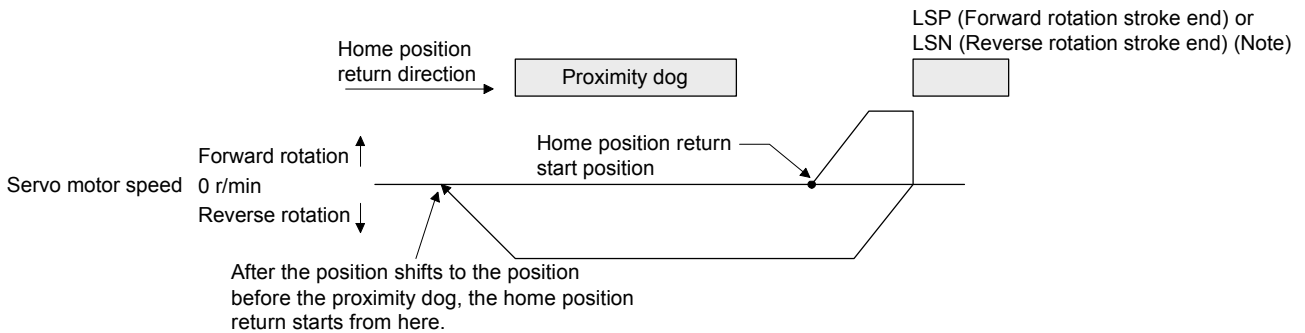 LSP (Forward rotation stroke end) or
LSN (Reverse rotation stroke end) (Note)
Home position
return direction
Proximity dog
Home position return
start position
Forward rotation
Servo motor speed 0 r/min
Reverse rotation
After the position shifts to the position
before the proximity dog, the home position
return starts from here.